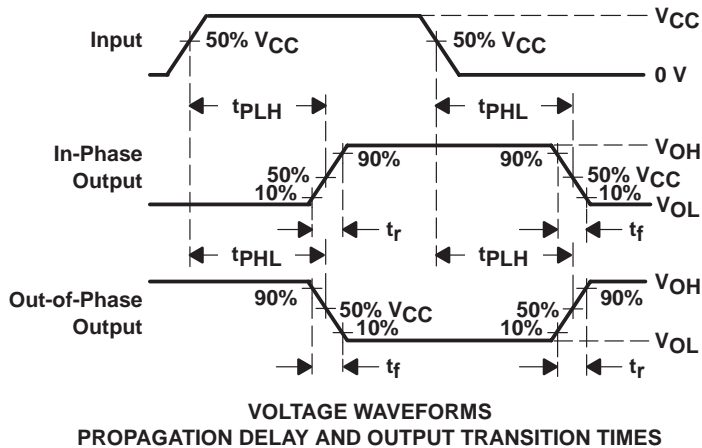 VCC
Input
50% VCC
50% VCC
0 V
tPLH
tPHL
In-Phase
Output
50%
10%
90%
90%
VOH
50% VCC
10%
VOL
tr
tf
tPHL
tPLH
Out-of-Phase
Output
90%
50% VCC
10%
50%
10%
90%
VOH
VOL
tf
tr
VOLTAGE WAVEFORMS
PROPAGATION DELAY AND OUTPUT TRANSITION TIMES